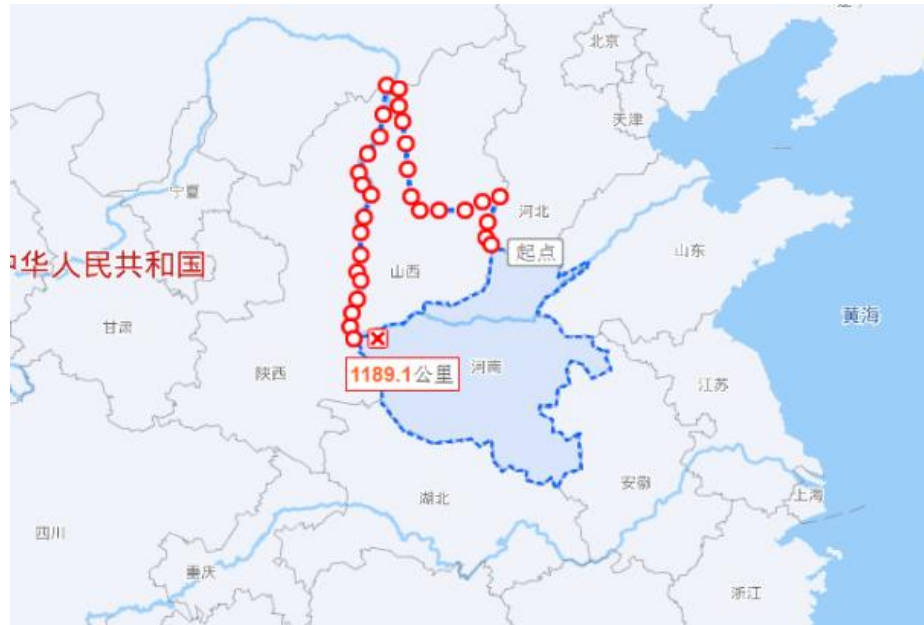 北京
天津
宁夏
河北
起点
山东
中华人民共和国
山西
甘肃
黄海
陕西
1189.1公里
河南
江苏
湖北
安徽
上海
四川
重庆
浙江